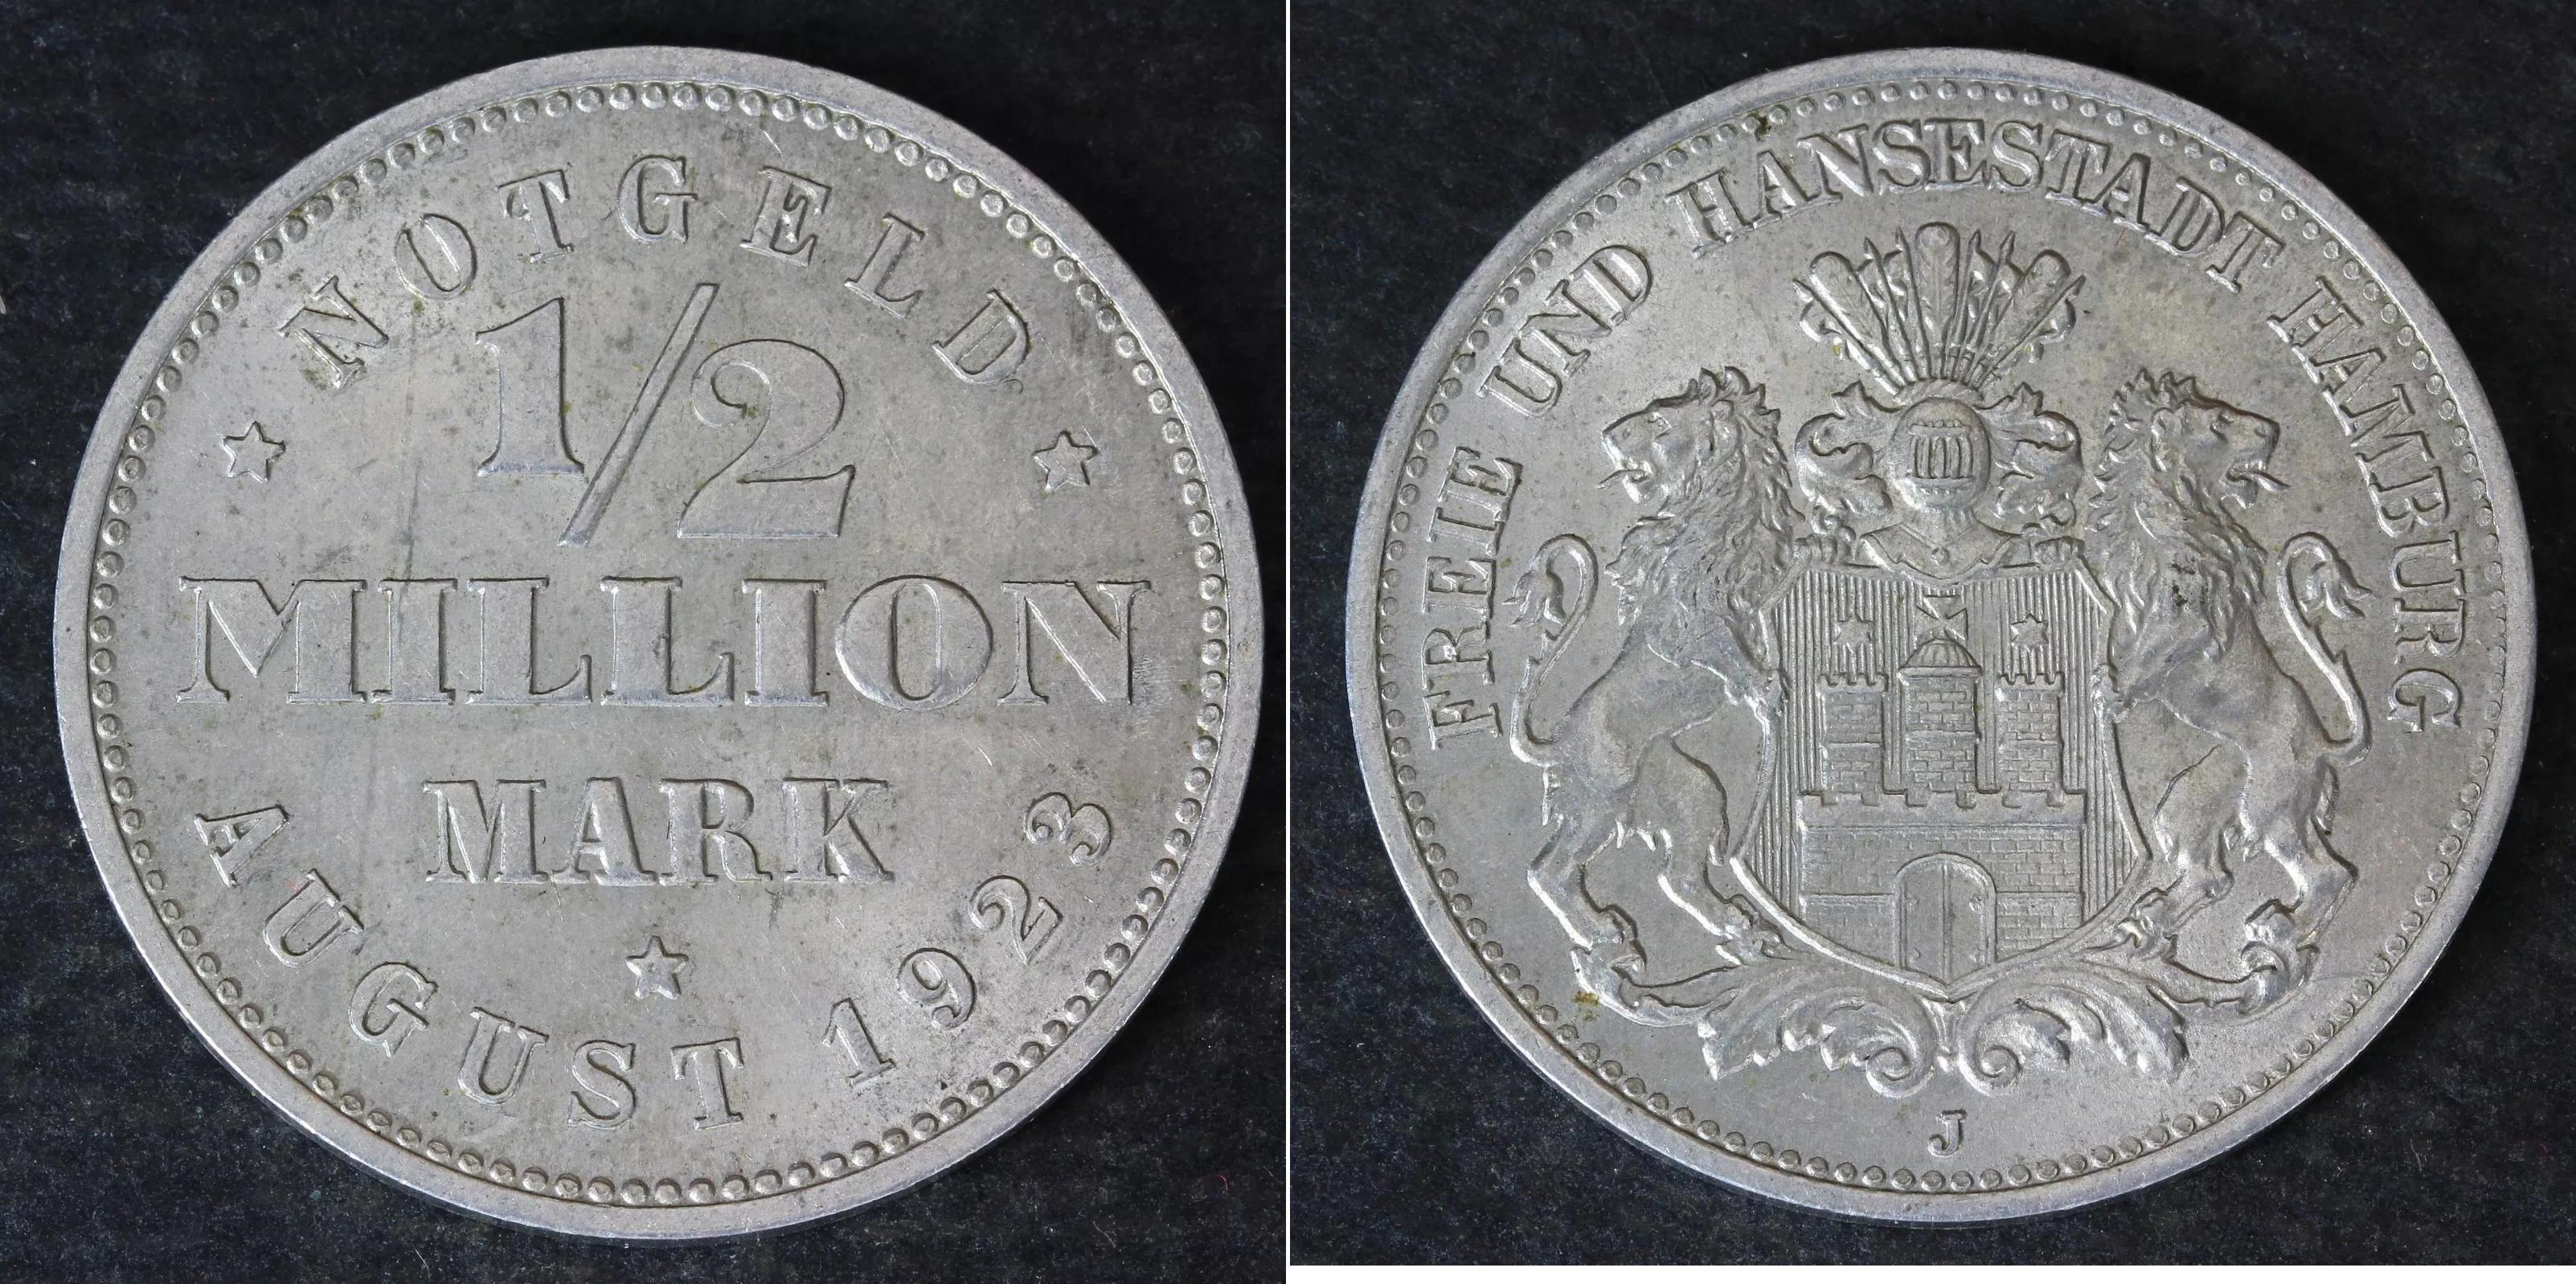 NOTGELD
1/2
MILLION
MARK
AUGUST 1923
FREIE UND HANSESTADT HAMBURG
J